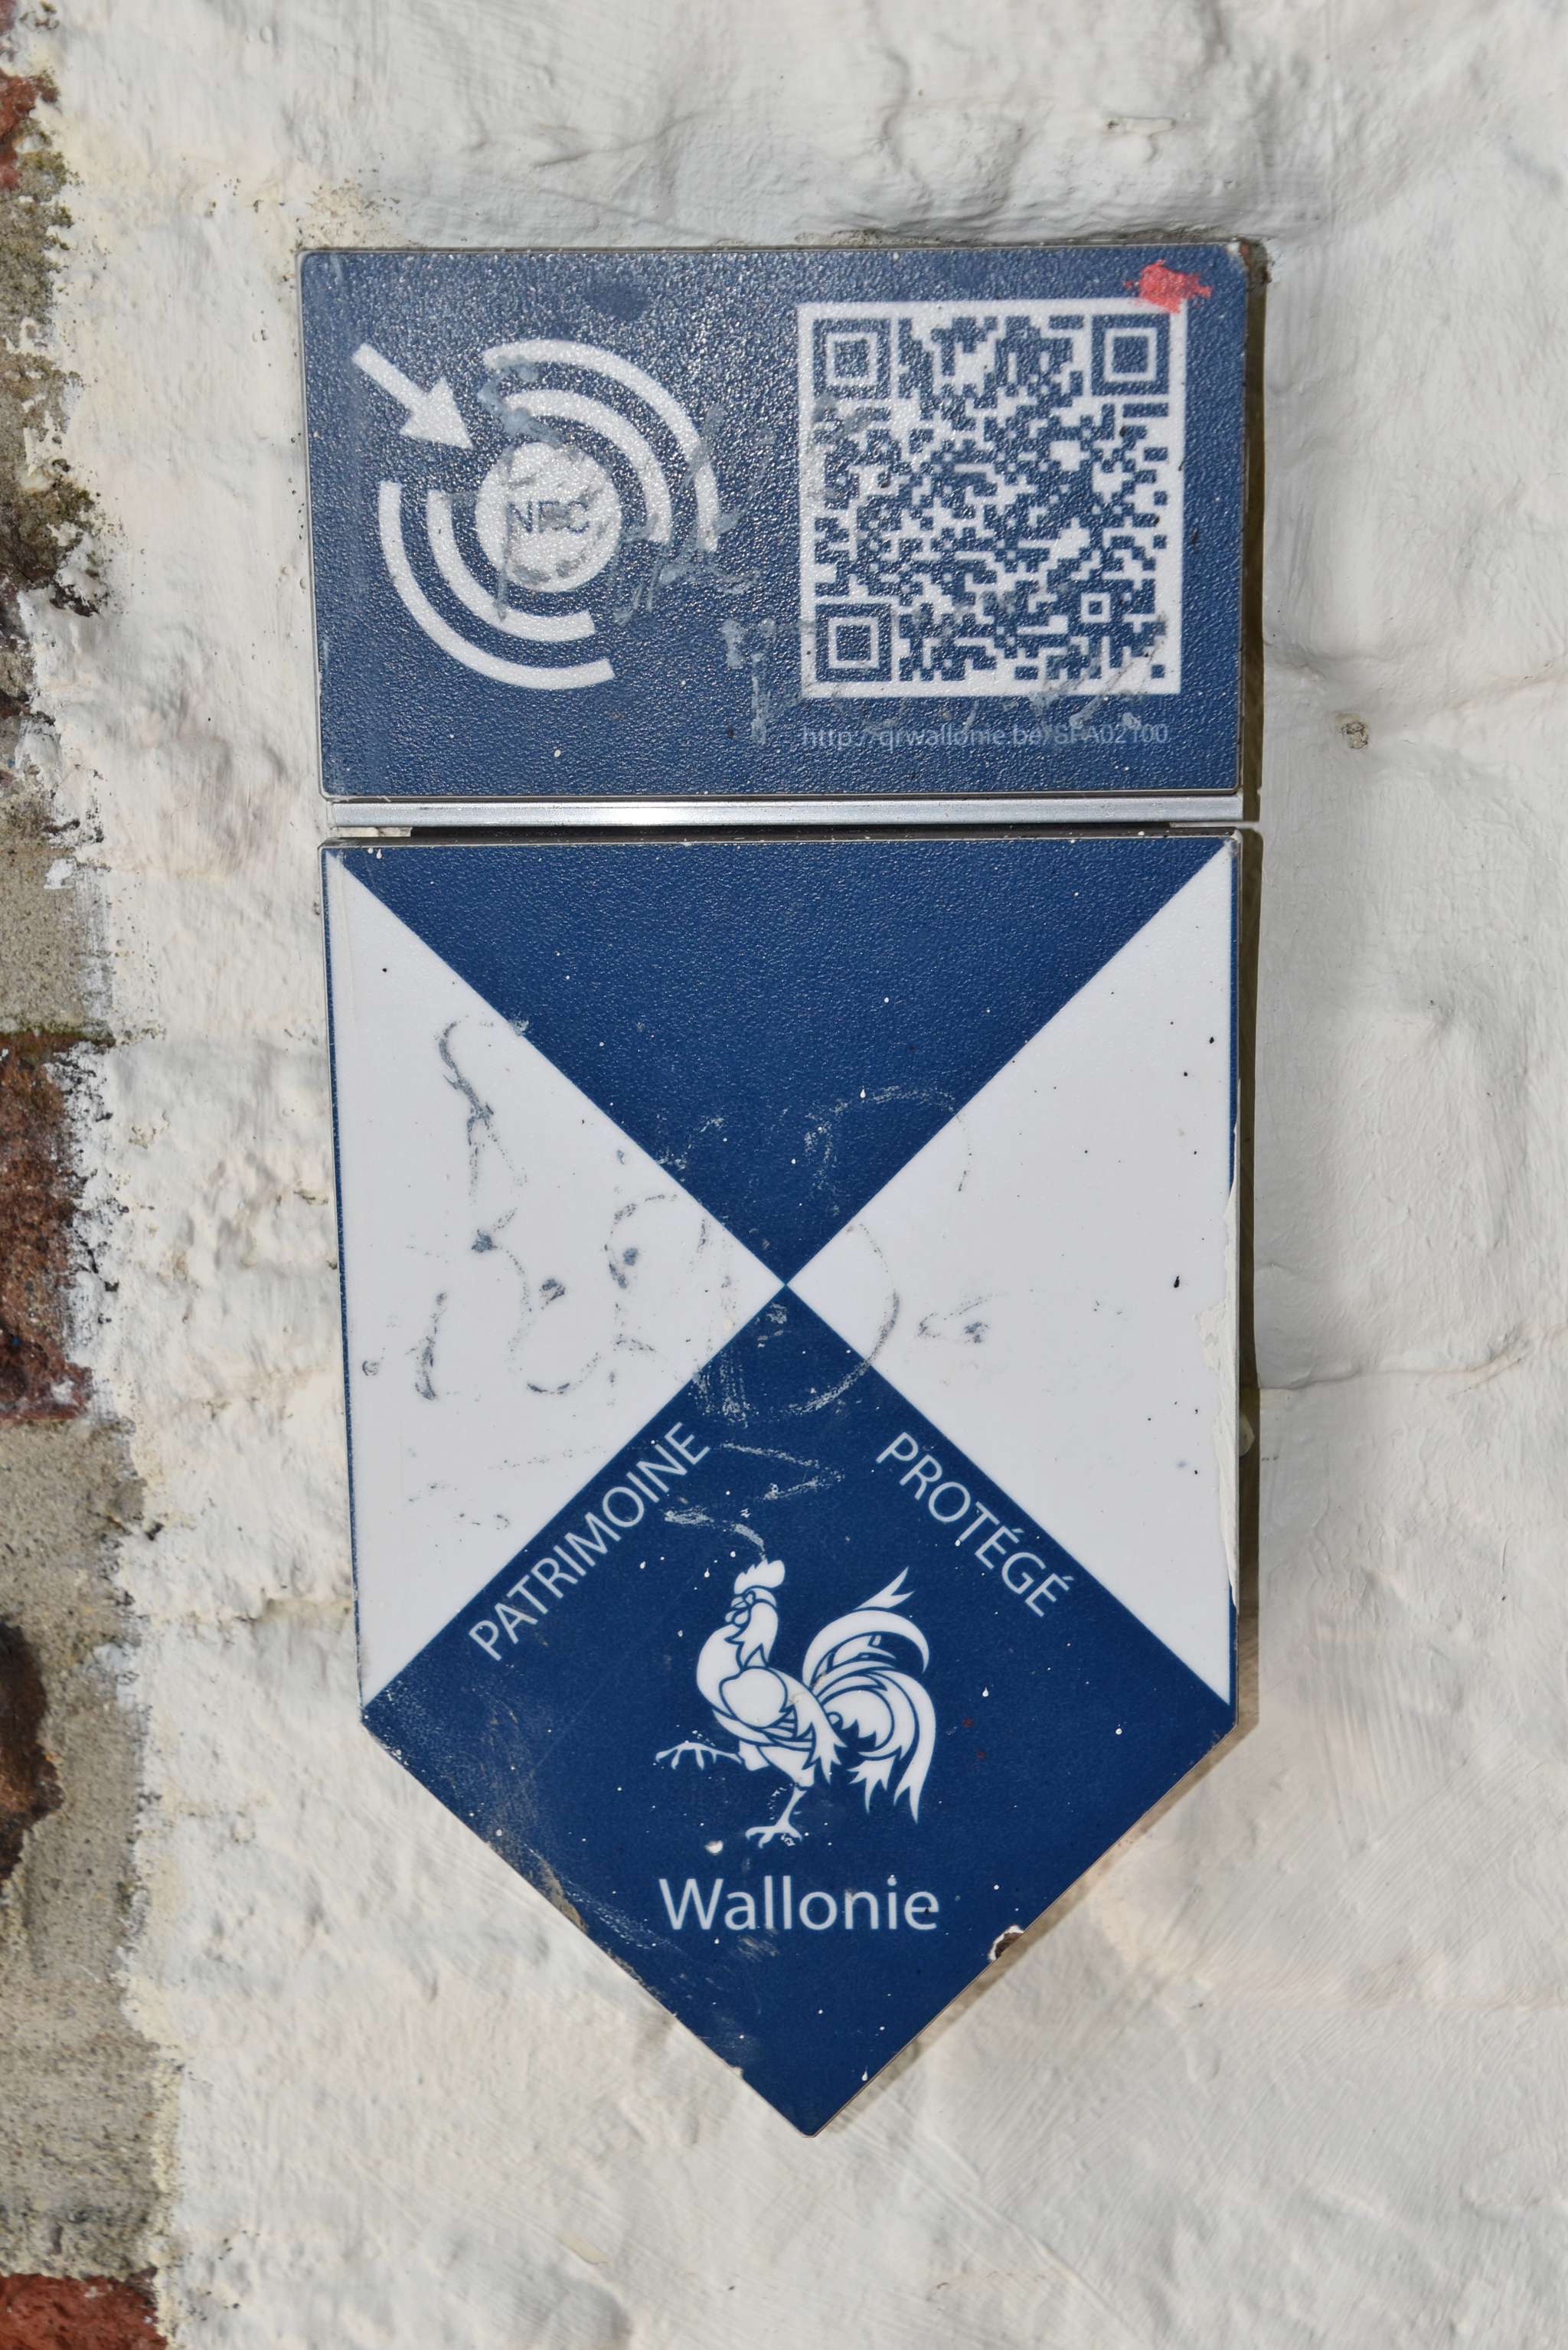 NFC
http://qrwallonie.be/SFA02100
PATRIMOINE
PROTÉGÉ
Wallonie